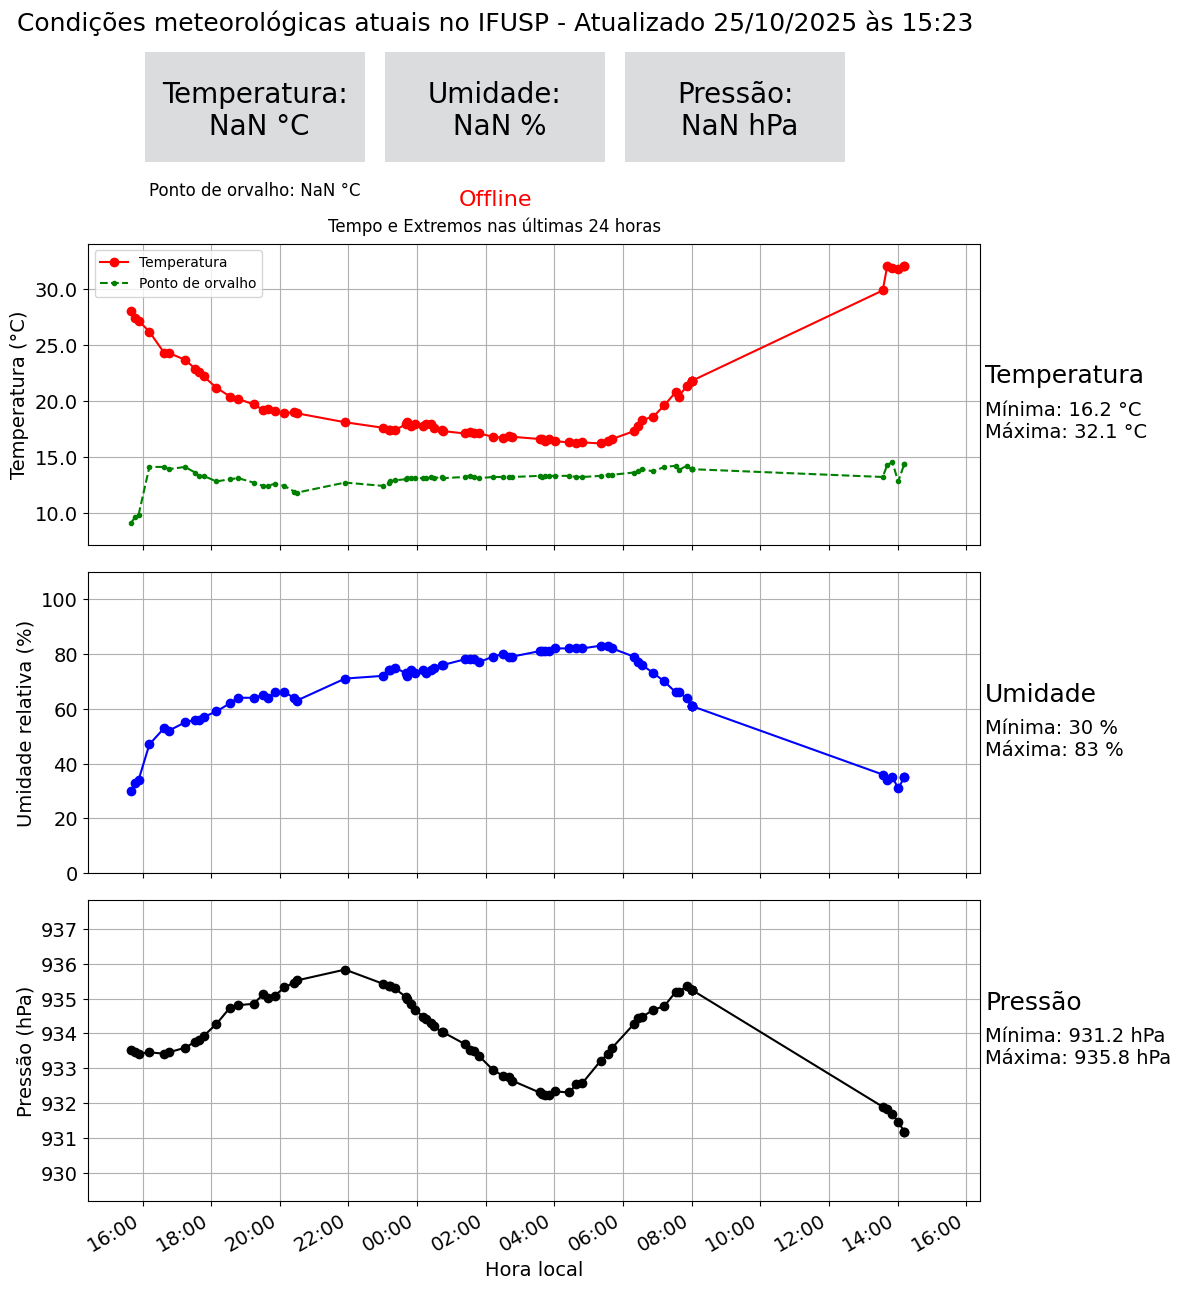 Condições meteorológicas atuais no IFUSP - Atualizado 25/10/2025 às 15:23
Temperatura:
NaN °C
Umidade:
NaN %
Pressão:
NaN hPa
Ponto de orvalho: NaN °C
Offline
Tempo e Extremos nas últimas 24 horas
Temperatura
Ponto de orvalho
Temperatura (°C)
30.0
25.0
20.0
15.0
10.0
Temperatura
Mínima: 16.2 °C
Máxima: 32.1 °C
Umidade relativa (%)
100
80
60
40
20
0
Umidade
Mínima: 30 %
Máxima: 83 %
Pressão (hPa)
937
936
935
934
933
932
931
930
Pressão
Mínima: 931.2 hPa
Máxima: 935.8 hPa
16:00 18:00 20:00 22:00 00:00 02:00 04:00 06:00 08:00 10:00 12:00 14:00 16:00
Hora local